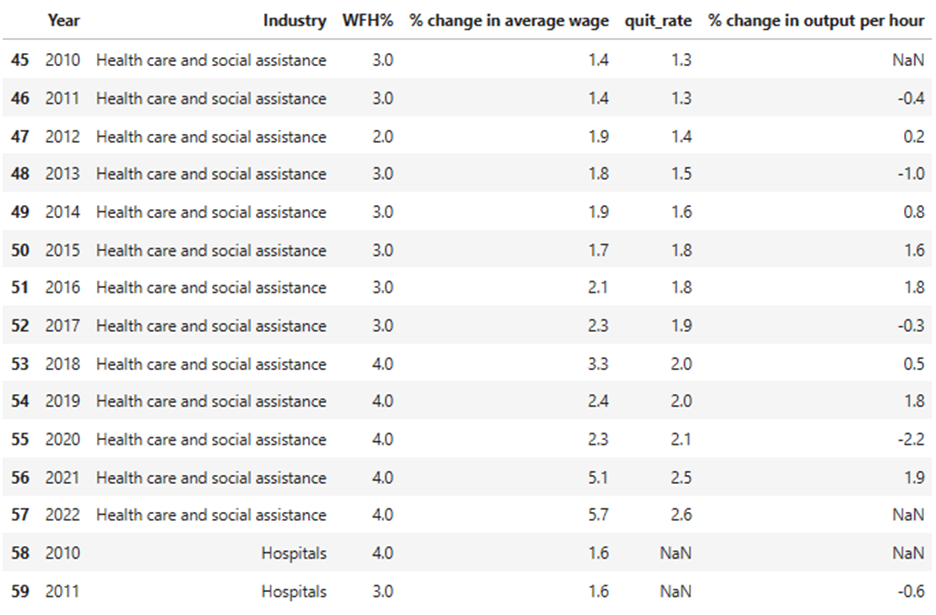 Year Industry WFH% % change in average wage quit_rate % change in output per hour
45 2010 Health care and social assistance 3.0 1.4 1.3 NaN
46 2011 Health care and social assistance 3.0 1.4 1.3 -0.4
47 2012 Health care and social assistance 2.0 1.9 1.4 0.2
48 2013 Health care and social assistance 3.0 1.8 1.5 -1.0
49 2014 Health care and social assistance 3.0 1.9 1.6 0.8
50 2015 Health care and social assistance 3.0 1.7 1.8 1.6
51 2016 Health care and social assistance 3.0 2.1 1.8 1.8
52 2017 Health care and social assistance 3.0 2.3 1.9 -0.3
53 2018 Health care and social assistance 4.0 3.3 2.0 0.5
54 2019 Health care and social assistance 4.0 2.4 2.0 1.8
55 2020 Health care and social assistance 4.0 2.3 2.1 -2.2
56 2021 Health care and social assistance 4.0 5.1 2.5 1.9
57 2022 Health care and social assistance 4.0 5.7 2.6 NaN
58 2010 Hospitals 4.0 1.6 NaN NaN
59 2011 Hospitals 3.0 1.6 NaN -0.6